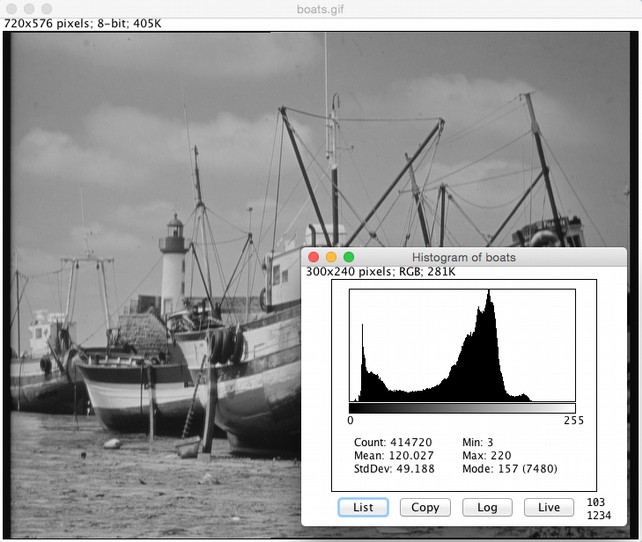 boats.gif
720x576 pixels; 8-bit; 405K
Histogram of boats
300x240 pixels; RGB; 281K
0 255
Count: 414720 Min: 3
Mean: 120.027 Max: 220
StdDev: 49.188 Mode: 157 (7480)
List Copy Log Live 103
1234